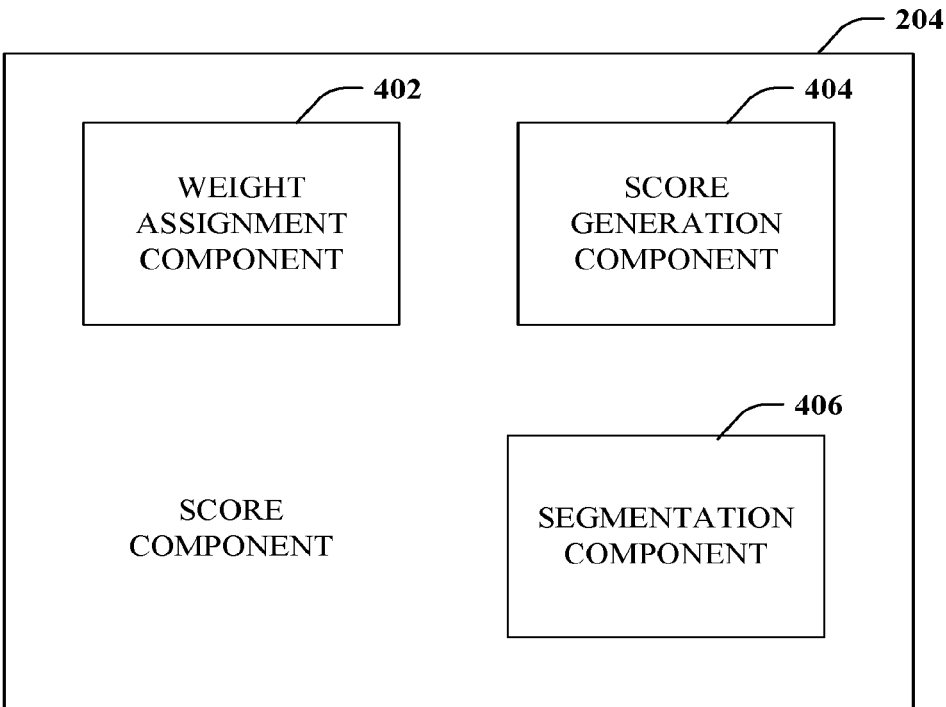 204
402
404
WEIGHT
ASSIGNMENT
COMPONENT
SCORE
GENERATION
COMPONENT
406
SCORE
COMPONENT
SEGMENTATION
COMPONENT